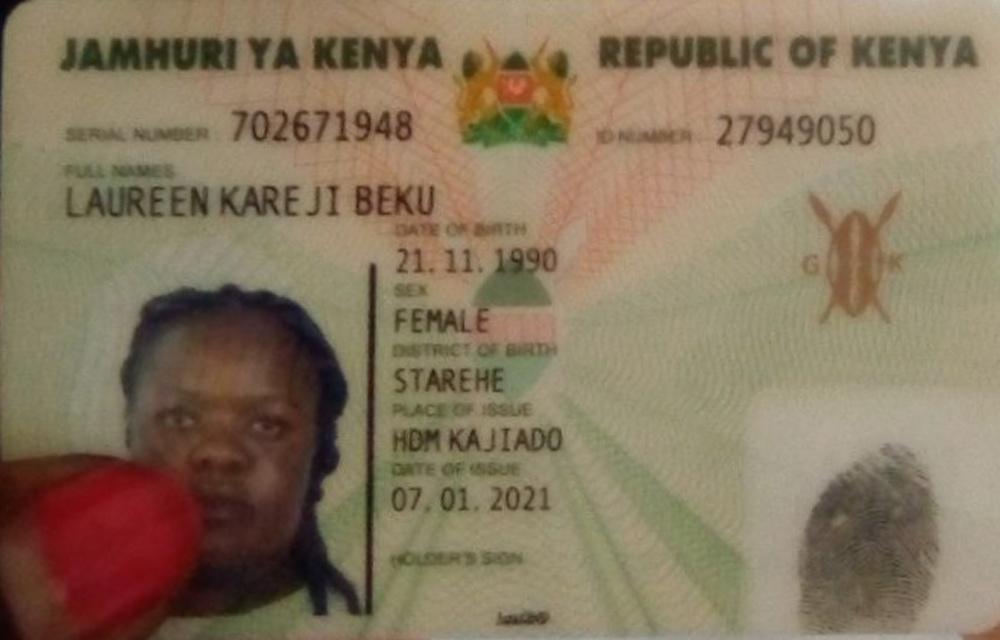 JAMHURI YA KENYA REPUBLIC OF KENYA
SERIAL NUMBER 702671948 ID NUMBER 27949050
FULL NAMES
LAUREEN KAREJI BEKU
DATE OF BIRTH
21. 11. 1990
SEX
FEMALE
DISTRICT OF BIRTH
STAREHE
PLACE OF ISSUE
HDM KAJIADO
DATE OF ISSUE
07. 01. 2021
HOLDER'S SIGN
G K